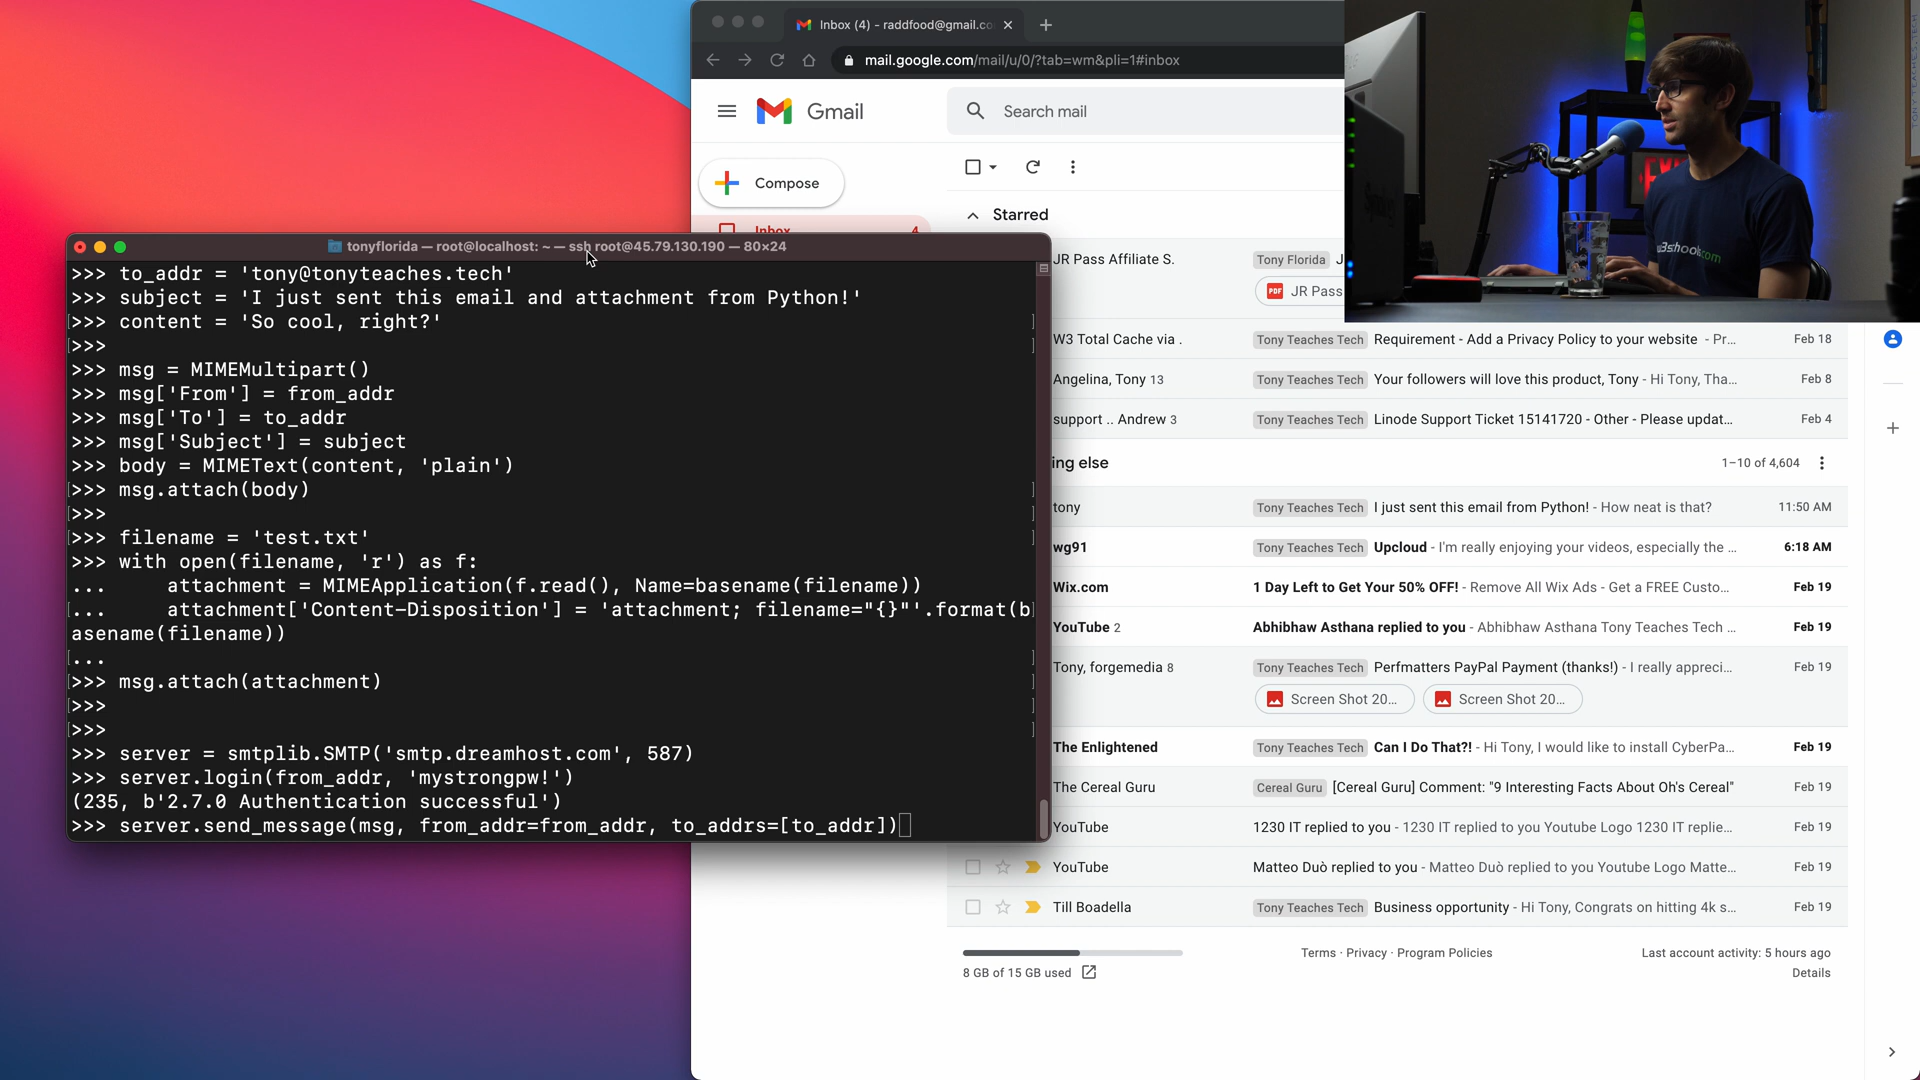 Inbox (4) - raddfood@gmail.co
mail.google.com/mail/u/0/?tab=wm&pli=1#inbox
Gmail
Search mail
Compose
Inbox 4
Starred
JR Pass Affiliate S. Tony Florida J
PDF JR Pass
W3 Total Cache via . Tony Teaches Tech Requirement - Add a Privacy Policy to your website - Pr... Feb 18
Angelina, Tony 13 Tony Teaches Tech Your followers will love this product, Tony - Hi Tony, Tha... Feb 8
support .. Andrew 3 Tony Teaches Tech Linode Support Ticket 15141720 - Other - Please updat... Feb 4
ing else 1–10 of 4,604
tony Tony Teaches Tech I just sent this email from Python! - How neat is that? 11:50 AM
wg91 Tony Teaches Tech Upcloud - I'm really enjoying your videos, especially the ... 6:18 AM
Wix.com 1 Day Left to Get Your 50% OFF! - Remove All Wix Ads - Get a FREE Custo... Feb 19
YouTube 2 Abhibhaw Asthana replied to you - Abhibhaw Asthana Tony Teaches Tech ... Feb 19
Tony, forgemedia 8 Tony Teaches Tech Perfmatters PayPal Payment (thanks!) - I really appreci... Feb 19
Screen Shot 20... Screen Shot 20...
The Enlightened Tony Teaches Tech Can I Do That?! - Hi Tony, I would like to install CyberPa... Feb 19
The Cereal Guru Cereal Guru [Cereal Guru] Comment: "9 Interesting Facts About Oh's Cereal" Feb 19
YouTube 1230 IT replied to you - 1230 IT replied to you Youtube Logo 1230 IT replie... Feb 19
YouTube Matteo Duò replied to you - Matteo Duò replied to you Youtube Logo Matte... Feb 19
Till Boadella Tony Teaches Tech Business opportunity - Hi Tony, Congrats on hitting 4k s... Feb 19
8 GB of 15 GB used
Terms · Privacy · Program Policies
Last account activity: 5 hours ago
Details
tonyflorida — root@localhost: ~ — ssh root@45.79.130.190 — 80×24
>>> to_addr = 'tony@tonyteaches.tech'
>>> subject = 'I just sent this email and attachment from Python!'
[>>> content = 'So cool, right?' ]
[>>> ]
>>> msg = MIMEMultipart()
>>> msg['From'] = from_addr
>>> msg['To'] = to_addr
>>> msg['Subject'] = subject
>>> body = MIMEText(content, 'plain')
[>>> msg.attach(body) ]
[>>> ]
[>>> filename = 'test.txt' ]
>>> with open(filename, 'r') as f:
... attachment = MIMEApplication(f.read(), Name=basename(filename))
[... attachment['Content-Disposition'] = 'attachment; filename="{}"'.format(b]
asename(filename))
[... ]
[>>> msg.attach(attachment) ]
[>>> ]
[>>> ]
>>> server = smtplib.SMTP('smtp.dreamhost.com', 587)
>>> server.login(from_addr, 'mystrongpw!')
(235, b'2.7.0 Authentication successful')
>>> server.send_message(msg, from_addr=from_addr, to_addrs=[to_addr])
w3shools.com